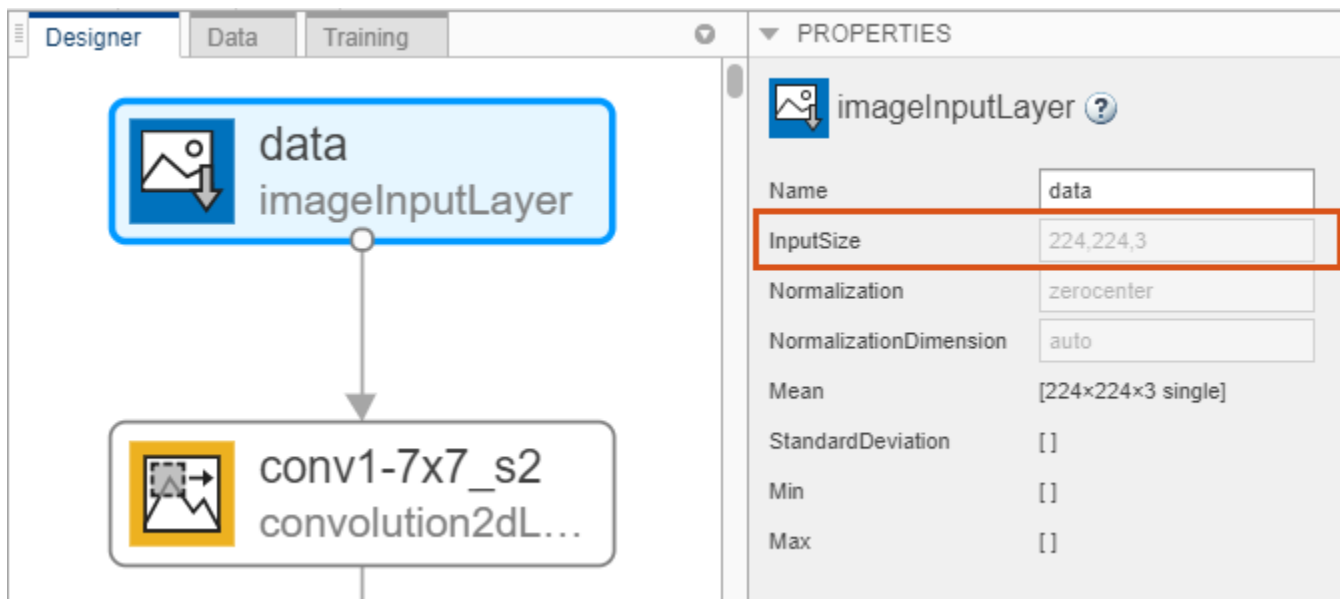 Designer
Data
Training
data
imageInputLayer
conv1-7x7_s2
convolution2dL...
PROPERTIES
imageInputLayer ?
Name data
InputSize 224,224,3
Normalization zerocenter
NormalizationDimension auto
Mean [224×224×3 single]
StandardDeviation []
Min []
Max []